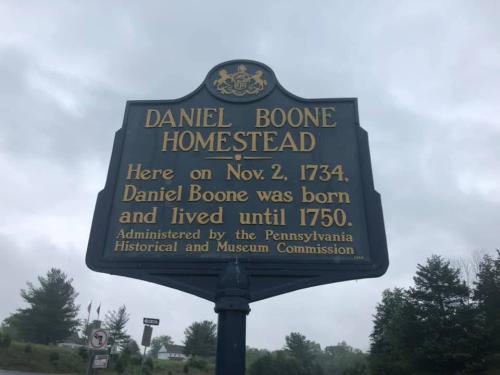 DANIEL BOONE
HOMESTEAD
Here on Nov. 2, 1734,
Daniel Boone was born
and lived until 1750.
Administered by the Pennsylvania
Historical and Museum Commission